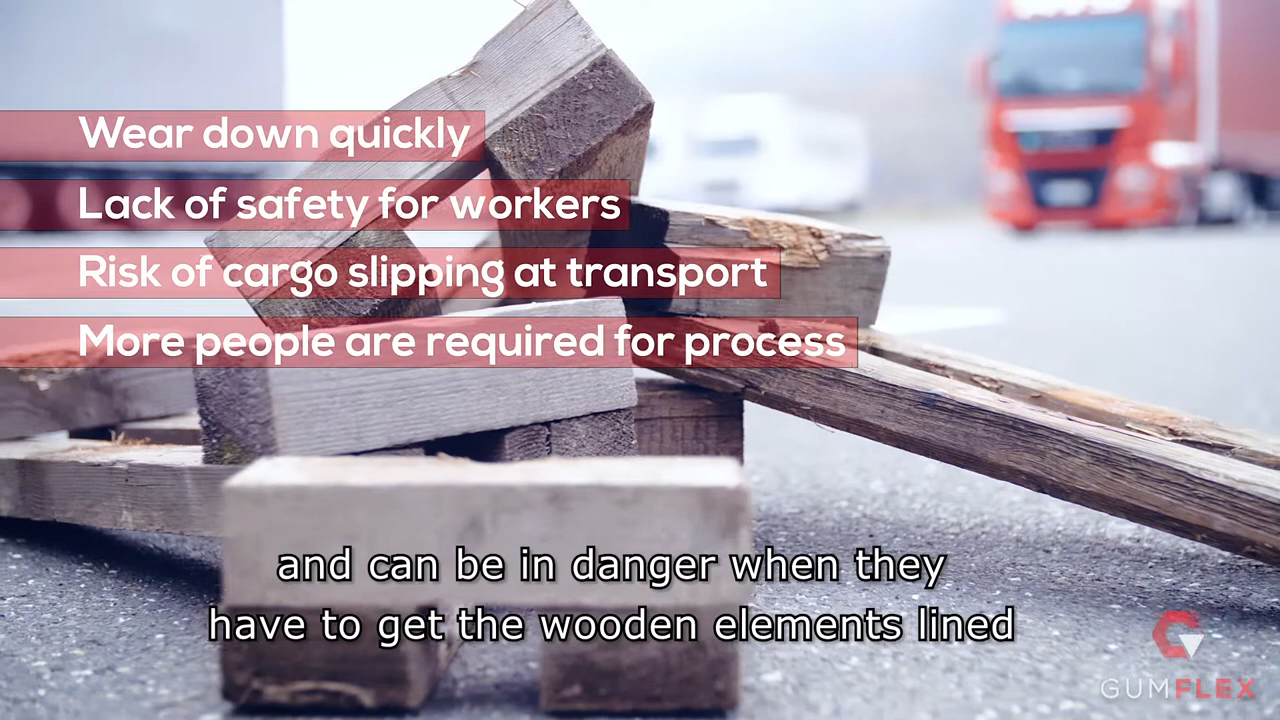 Wear down quickly
Lack of safety for workers
Risk of cargo slipping at transport
More people are required for process
and can be in danger when they
have to get the wooden elements lined
GUMFLEX